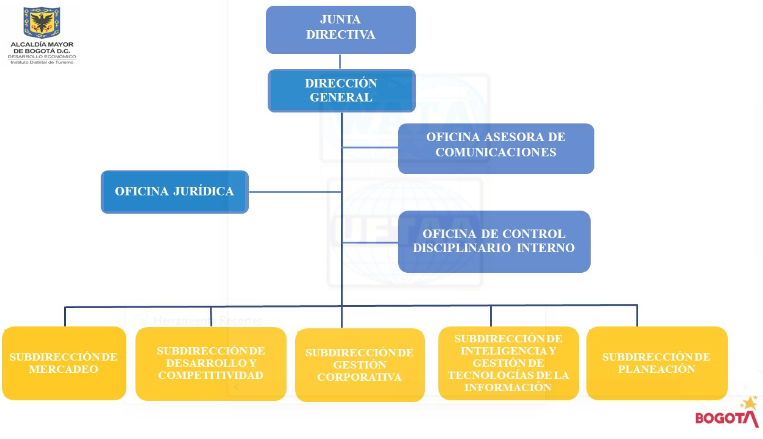 ALCALDÍA MAYOR
DE BOGOTÁ D.C.
DESARROLLO ECONÓMICO
Instituto Distrital de Turismo
JUNTA
DIRECTIVA
DIRECCIÓN
GENERAL
OFICINA ASESORA DE
COMUNICACIONES
OFICINA JURÍDICA
OFICINA DE CONTROL
DISCIPLINARIO INTERNO
SUBDIRECCIÓN DE
MERCADEO
SUBDIRECCIÓN DE
DESARROLLO Y
COMPETITIVIDAD
SUBDIRECCIÓN DE
GESTIÓN
CORPORATIVA
SUBDIRECCIÓN DE
INTELIGENCIA Y
GESTIÓN DE
TECNOLOGÍAS DE LA
INFORMACIÓN
SUBDIRECCIÓN DE
PLANEACIÓN
BOGOTÁ